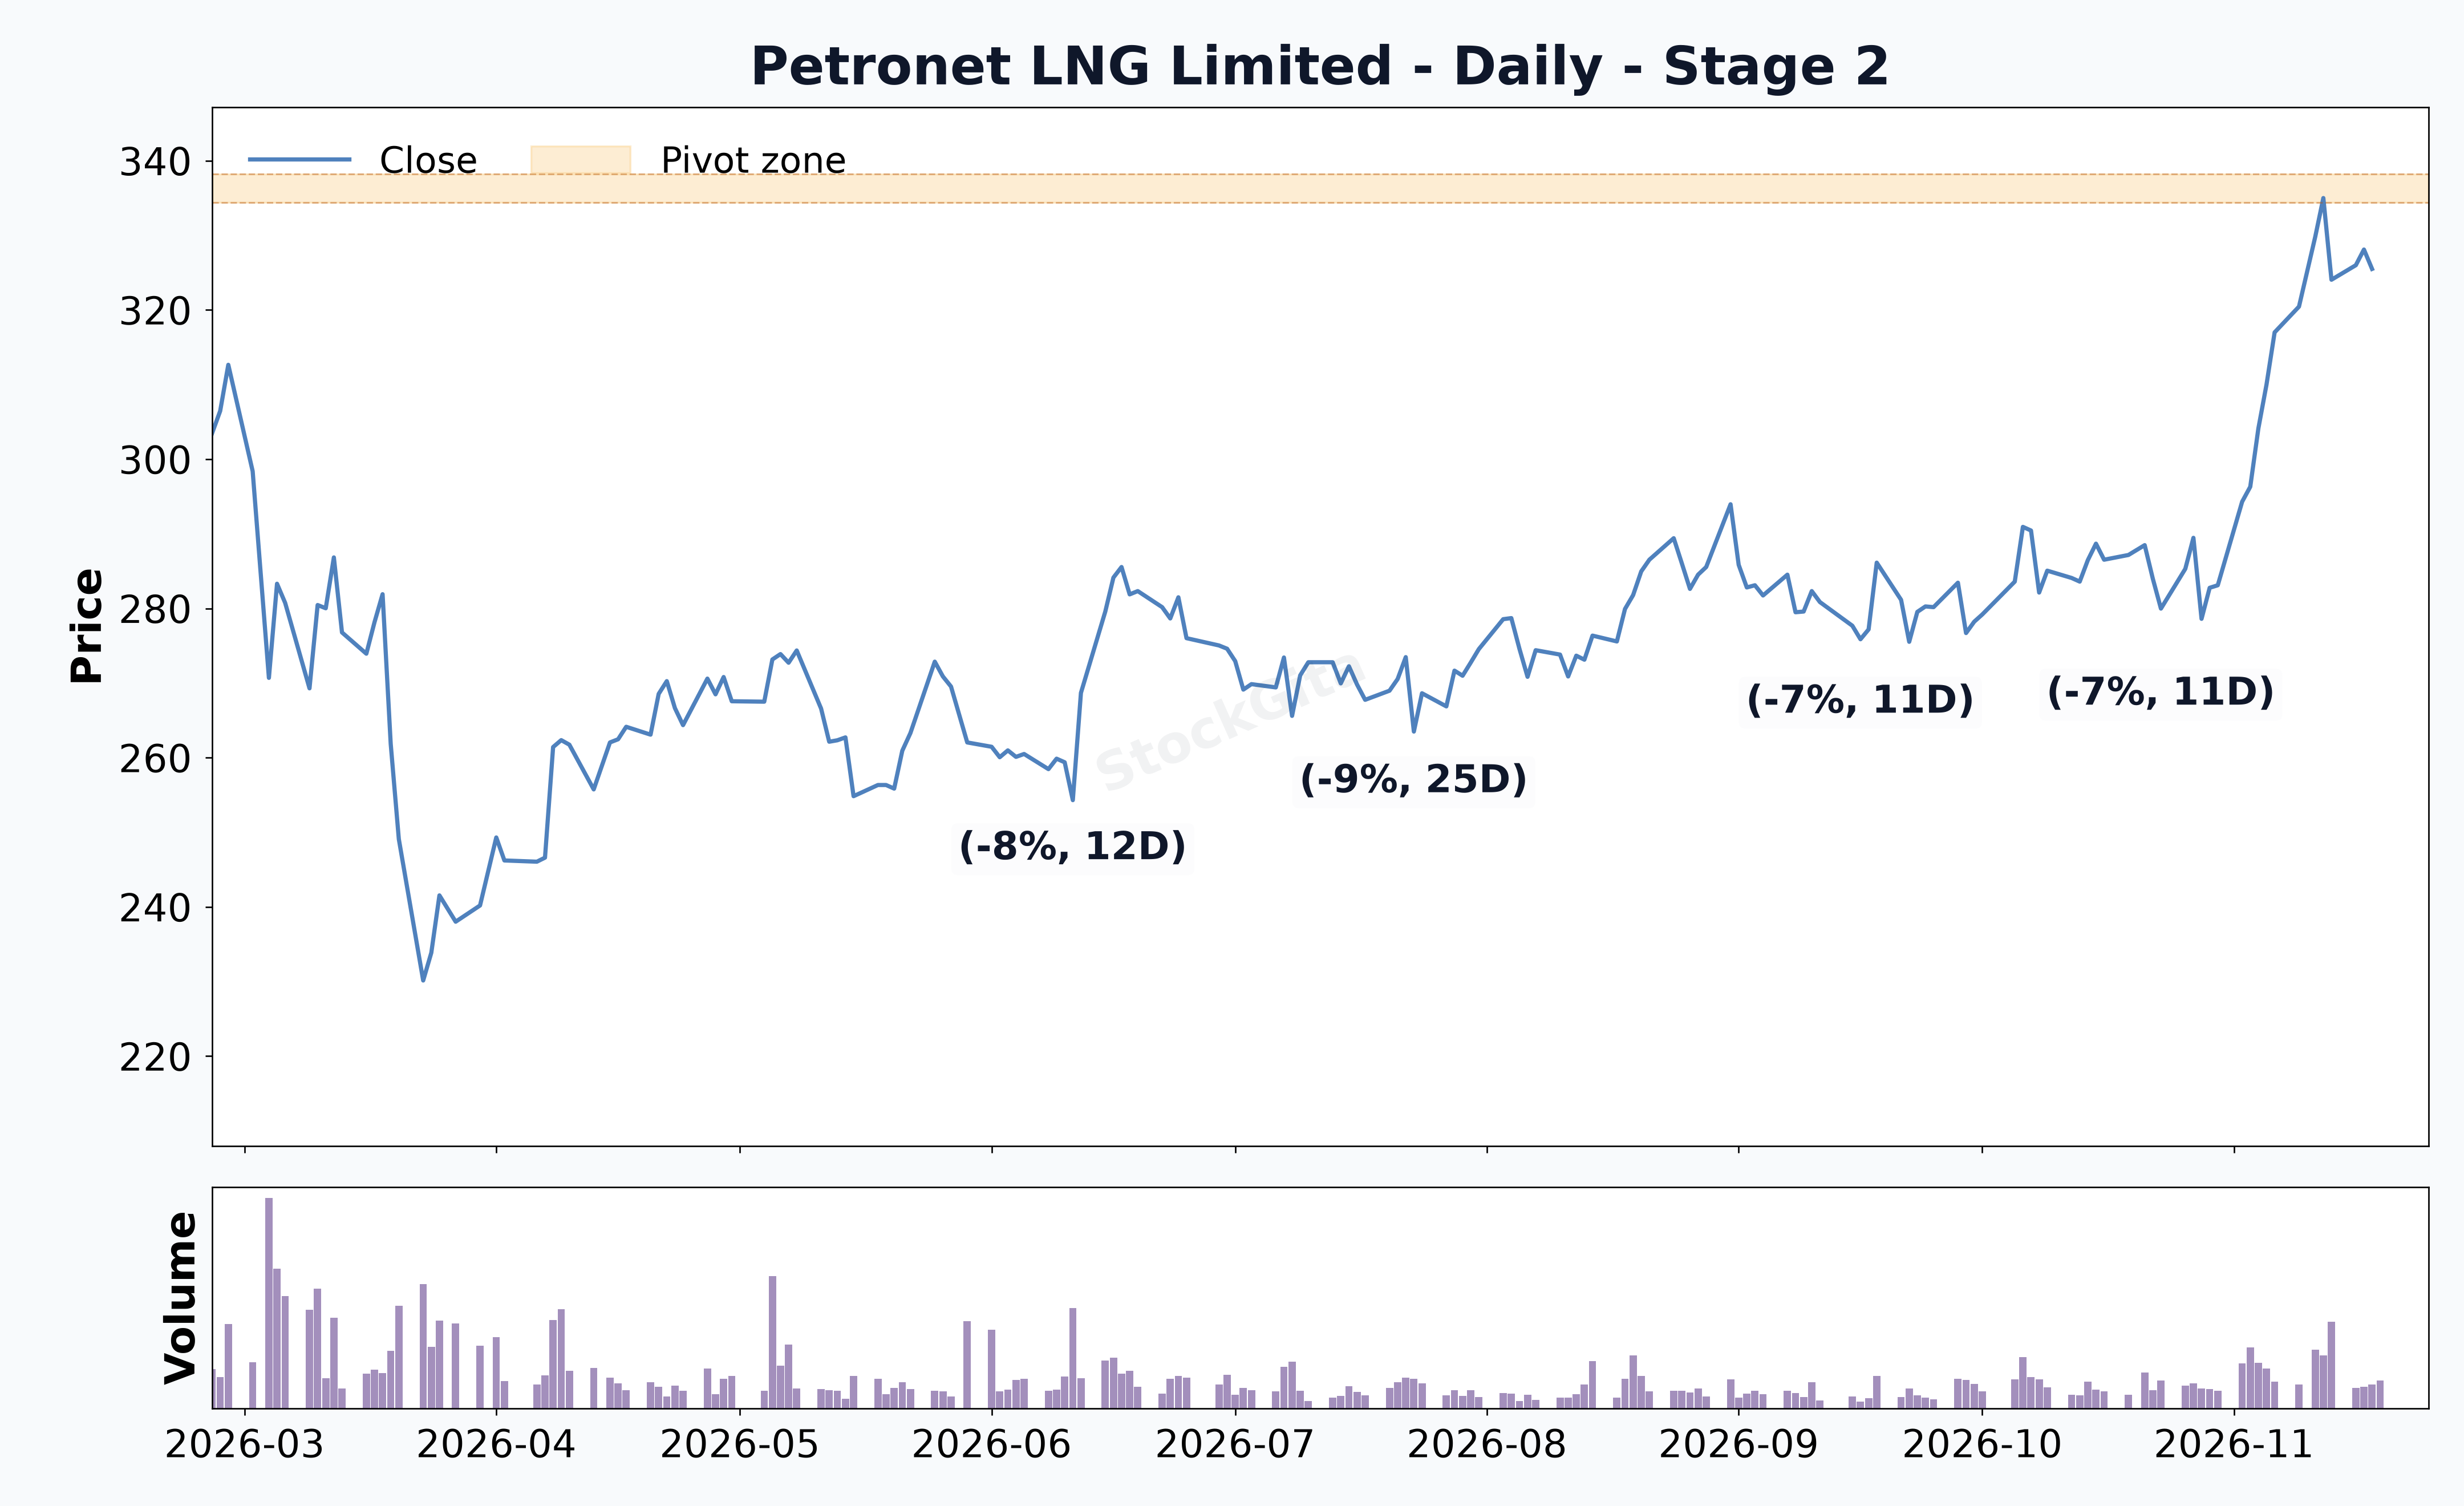 Petronet LNG Limited - Daily - Stage 2
Close
Pivot zone
Price
340
320
300
280
260
240
220
StockGitn
(-8%, 12D)
(-9%, 25D)
(-7%, 11D)
(-7%, 11D)
Volume
2026-03
2026-04
2026-05
2026-06
2026-07
2026-08
2026-09
2026-10
2026-11